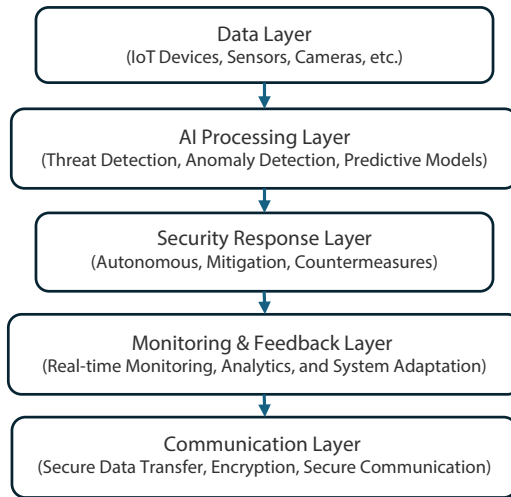 Data Layer
(IoT Devices, Sensors, Cameras, etc.)
AI Processing Layer
(Threat Detection, Anomaly Detection, Predictive Models)
Security Response Layer
(Autonomous, Mitigation, Countermeasures)
Monitoring & Feedback Layer
(Real-time Monitoring, Analytics, and System Adaptation)
Communication Layer
(Secure Data Transfer, Encryption, Secure Communication)